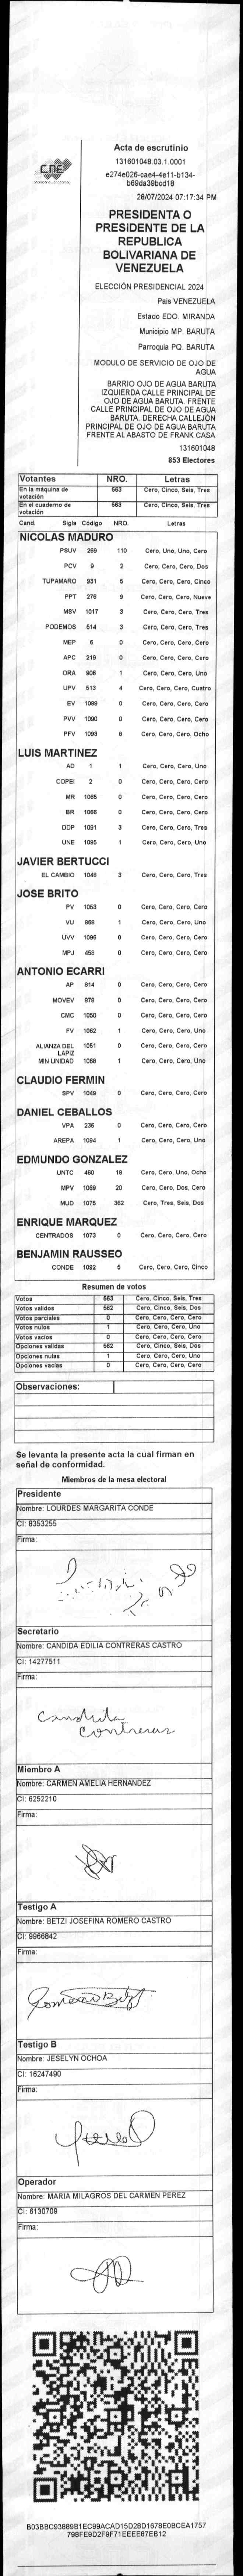 CNE
Acta de escrutinio
131601048.03.1.0001
e274e026-cae4-4e11-b134-
b69da39bcd18
28/07/2024 07:17:34 PM
PRESIDENTA O
PRESIDENTE DE LA
REPUBLICA
BOLIVARIANA DE
VENEZUELA
ELECCIÓN PRESIDENCIAL 2024
Pais VENEZUELA
Estado EDO. MIRANDA
Municipio MP. BARUTA
Parroquia PQ. BARUTA
MODULO DE SERVICIO DE OJO DE
AGUA
BARRIO OJO DE AGUA BARUTA
IZQUIERDA CALLE PRINCIPAL DE
OJO DE AGUA BARUTA. FRENTE
CALLE PRINCIPAL DE OJO DE AGUA
BARUTA. DERECHA CALLEJÓN
PRINCIPAL DE OJO DE AGUA BARUTA
FRENTE AL ABASTO DE FRANK CASA
131601048
853 Electores
Votantes NRO. Letras
En la máquina de votación 563 Cero, Cinco, Seis, Tres
En el cuaderno de votación 563 Cero, Cinco, Seis, Tres
Cand. Sigla Código NRO. Letras
NICOLAS MADURO
PSUV 269 110 Cero, Uno, Uno, Cero
PCV 9 2 Cero, Cero, Cero, Dos
TUPAMARO 931 5 Cero, Cero, Cero, Cinco
PPT 276 9 Cero, Cero, Cero, Nueve
MSV 1017 3 Cero, Cero, Cero, Tres
PODEMOS 514 3 Cero, Cero, Cero, Tres
MEP 6 0 Cero, Cero, Cero, Cero
APC 219 0 Cero, Cero, Cero, Cero
ORA 906 1 Cero, Cero, Cero, Uno
UPV 513 4 Cero, Cero, Cero, Cuatro
EV 1089 0 Cero, Cero, Cero, Cero
PVV 1090 0 Cero, Cero, Cero, Cero
PFV 1093 8 Cero, Cero, Cero, Ocho
LUIS MARTINEZ
AD 1 1 Cero, Cero, Cero, Uno
COPEI 2 0 Cero, Cero, Cero, Cero
MR 1065 0 Cero, Cero, Cero, Cero
BR 1066 0 Cero, Cero, Cero, Cero
DDP 1091 3 Cero, Cero, Cero, Tres
UNE 1095 1 Cero, Cero, Cero, Uno
JAVIER BERTUCCI
EL CAMBIO 1048 3 Cero, Cero, Cero, Tres
JOSE BRITO
PV 1053 0 Cero, Cero, Cero, Cero
VU 868 1 Cero, Cero, Cero, Uno
UVV 1096 0 Cero, Cero, Cero, Cero
MPJ 458 0 Cero, Cero, Cero, Cero
ANTONIO ECARRI
AP 814 0 Cero, Cero, Cero, Cero
MOVEV 978 0 Cero, Cero, Cero, Cero
CMC 1050 0 Cero, Cero, Cero, Cero
FV 1062 1 Cero, Cero, Cero, Uno
ALIANZA DEL LAPIZ 1051 0 Cero, Cero, Cero, Cero
MIN UNIDAD 1068 1 Cero, Cero, Cero, Uno
CLAUDIO FERMIN
SPV 1049 0 Cero, Cero, Cero, Cero
DANIEL CEBALLOS
VPA 236 0 Cero, Cero, Cero, Cero
AREPA 1094 1 Cero, Cero, Cero, Uno
EDMUNDO GONZALEZ
UNTC 460 18 Cero, Cero, Uno, Ocho
MPV 1069 20 Cero, Cero, Dos, Cero
MUD 1075 362 Cero, Tres, Seis, Dos
ENRIQUE MARQUEZ
CENTRADOS 1073 0 Cero, Cero, Cero, Cero
BENJAMIN RAUSSEO
CONDE 1092 5 Cero, Cero, Cero, Cinco
Resumen de votos
Votos 563 Cero, Cinco, Seis, Tres
Votos validos 562 Cero, Cinco, Seis, Dos
Votos parciales 0 Cero, Cero, Cero, Cero
Votos nulos 1 Cero, Cero, Cero, Uno
Votos vacios 0 Cero, Cero, Cero, Cero
Opciones validas 562 Cero, Cinco, Seis, Dos
Opciones nulas 1 Cero, Cero, Cero, Uno
Opciones vacias 0 Cero, Cero, Cero, Cero
Observaciones:
Se levanta la presente acta la cual firman en
señal de conformidad.
Miembros de la mesa electoral
Presidente
Nombre: LOURDES MARGARITA CONDE
CI: 8353255
Firma:
Secretario
Nombre: CANDIDA EDILIA CONTRERAS CASTRO
CI: 14277511
Firma:
Candida
Contreras
Miembro A
Nombre: CARMEN AMELIA HERNANDEZ
CI: 6252210
Firma:
Testigo A
Nombre: BETZI JOSEFINA ROMERO CASTRO
CI: 9966842
Firma:
Testigo B
Nombre: JESELYN OCHOA
CI: 16247490
Firma:
Operador
Nombre: MARIA MILAGROS DEL CARMEN PEREZ
CI: 6130709
Firma:
B03BBC93889B1EC99ACAD15D28D1678E0BCEA1757
798FE9D2F9F71EEEE87EB12